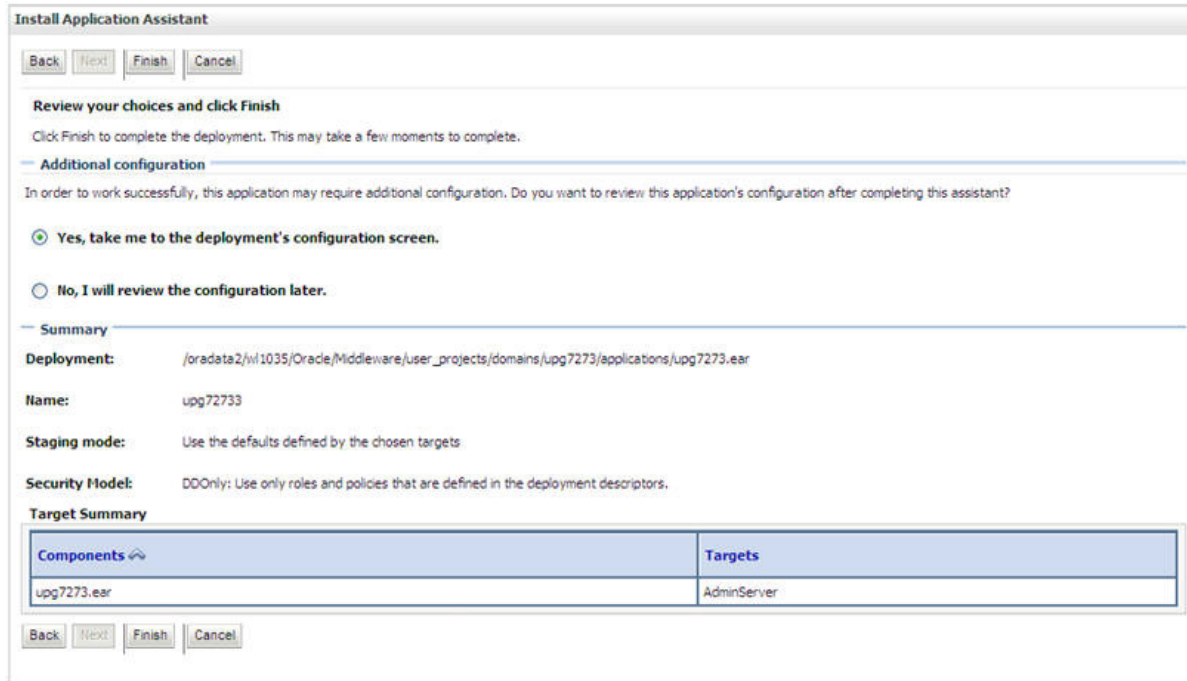 Install Application Assistant
Back Next Finish Cancel
Review your choices and click Finish
Click Finish to complete the deployment. This may take a few moments to complete.
Additional configuration
In order to work successfully, this application may require additional configuration. Do you want to review this application's configuration after completing this assistant?
Yes, take me to the deployment's configuration screen.
No, I will review the configuration later.
Summary
Deployment: /oradata2/wl1035/Oracle/Middleware/user_projects/domains/upg7273/applications/upg7273.ear
Name: upg72733
Staging mode: Use the defaults defined by the chosen targets
Security Model: DDOnly: Use only roles and policies that are defined in the deployment descriptors.
Target Summary
Components Targets
upg7273.ear AdminServer
Back Next Finish Cancel